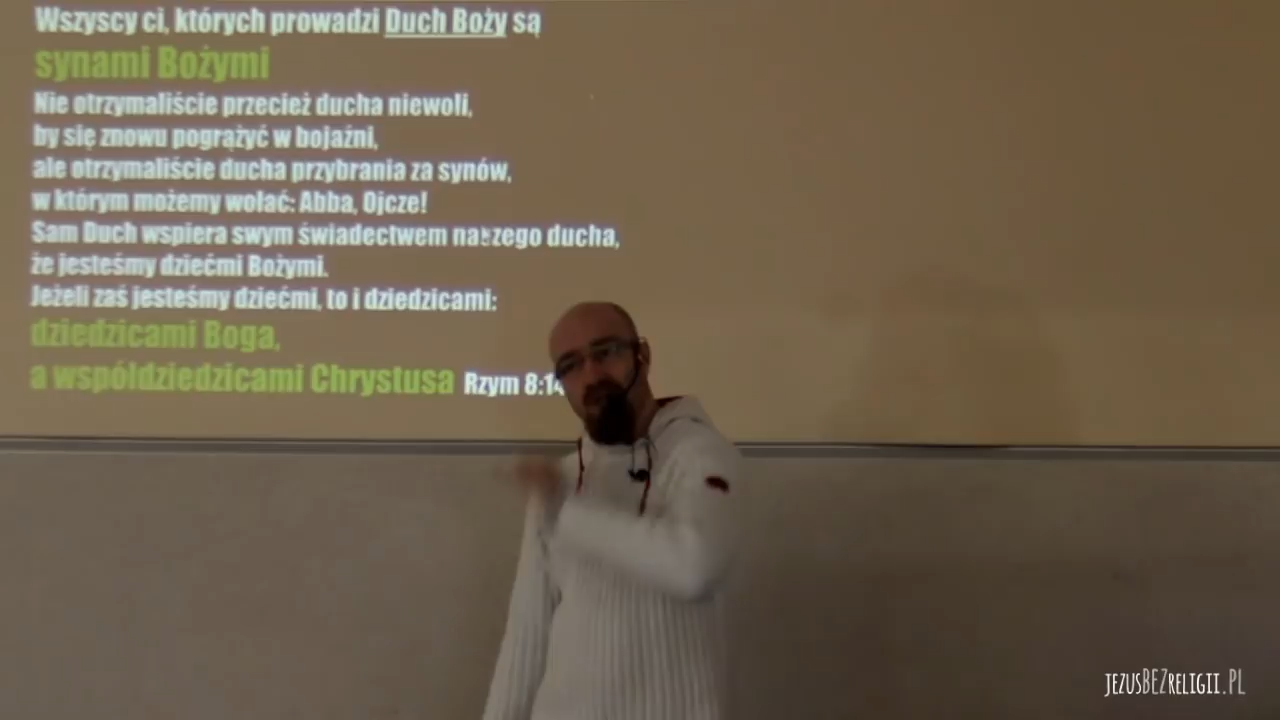 Wszyscy ci, których prowadzi Duch Boży są
synami Bożymi
Nie otrzymaliście przecież ducha niewoli,
by się znowu pogrążyć w bojaźni,
ale otrzymaliście ducha przybrania za synów,
w którym możemy wołać: Abba, Ojcze!
Sam Duch wspiera swym świadectwem naszego ducha,
że jesteśmy dziećmi Bożymi.
Jeżeli zaś jesteśmy dziećmi, to i dziedzicami:
dziedzicami Boga,
a współdziedzicami Chrystusa Rzym 8:14
jezusBEZreligii.PL